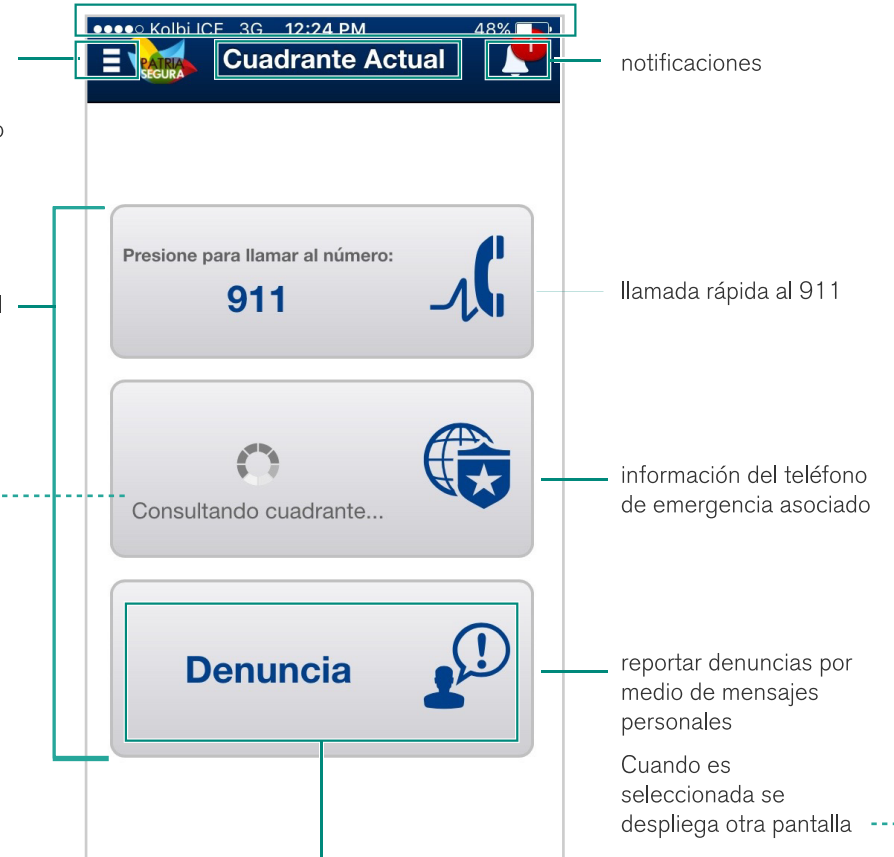 Kolbi ICE 3G 12:24 PM 48%
PATRIA
SEGURA
Cuadrante Actual
notificaciones
Presione para llamar al número:
911
llamada rápida al 911
Consultando cuadrante...
información del teléfono
de emergencia asociado
Denuncia
reportar denuncias por
medio de mensajes
personales
Cuando es
seleccionada se
despliega otra pantalla